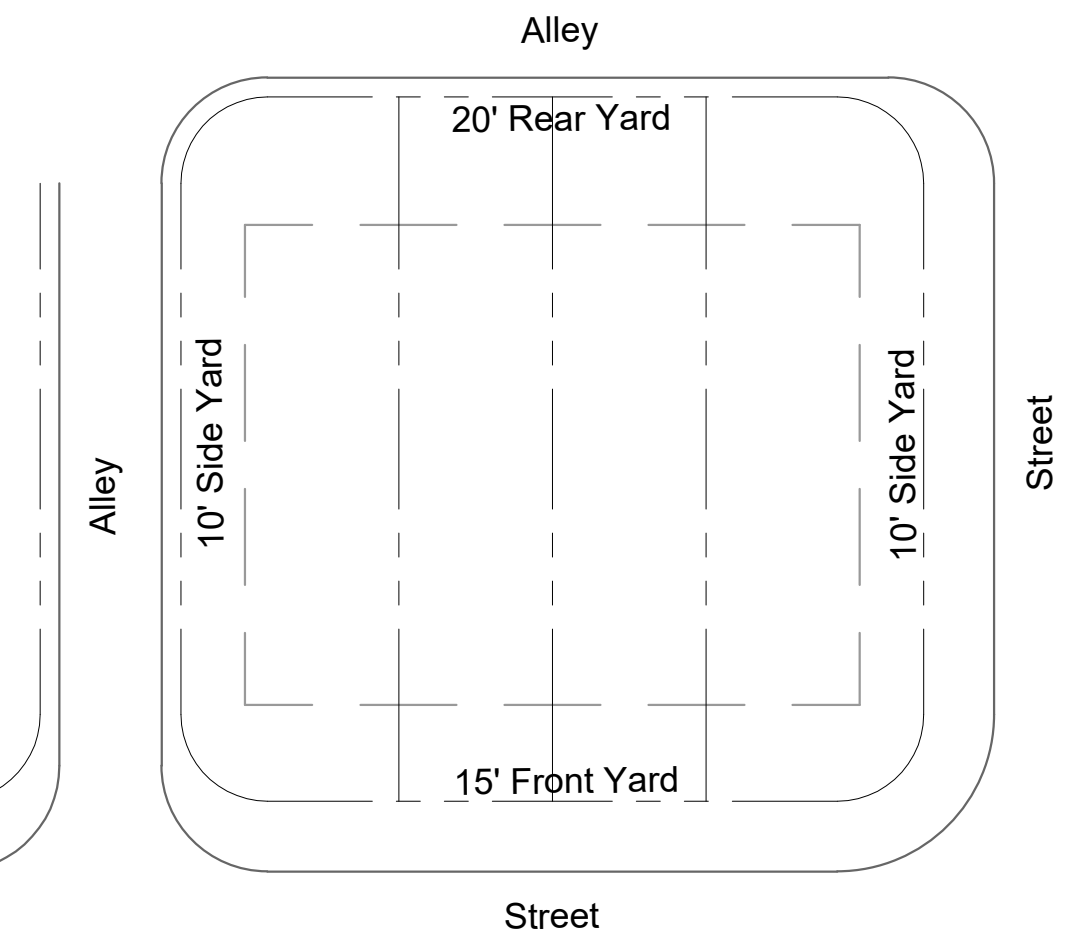 Alley
20' Rear Yard
10' Side Yard
10' Side Yard
Street
Alley
15' Front Yard
Street